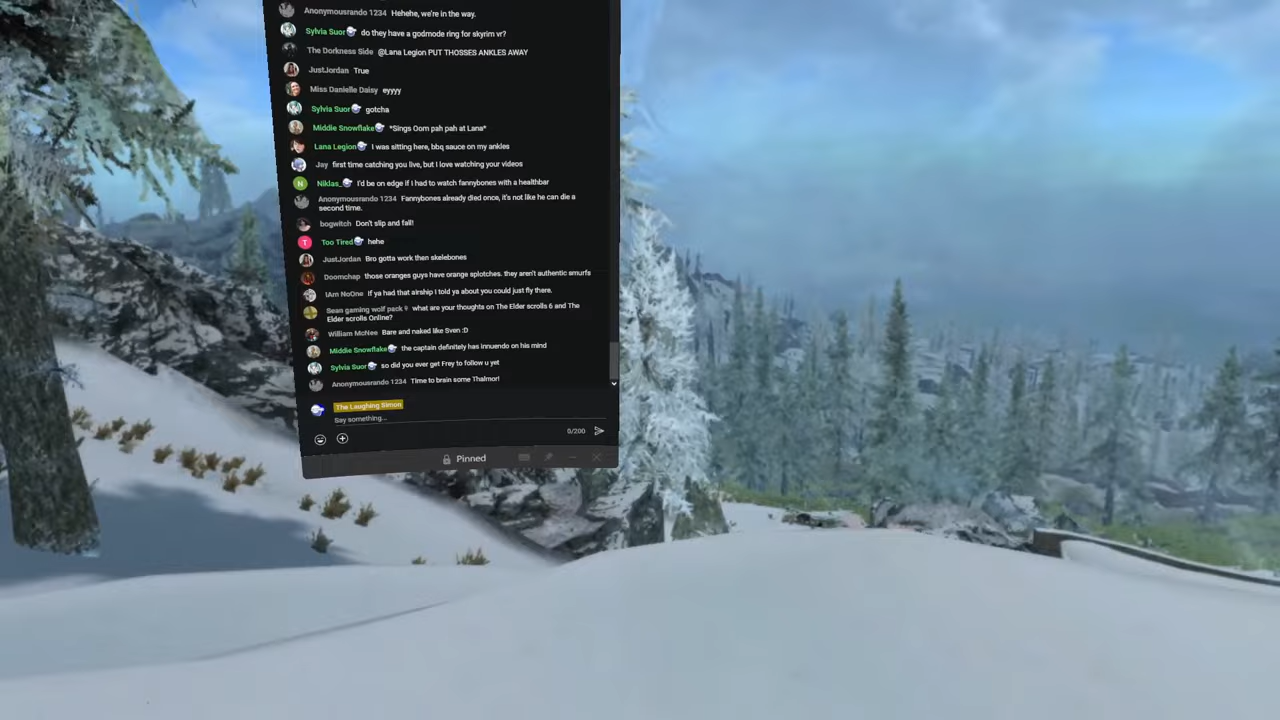 Anonymousrando 1234 Hehehe, we're in the way.
Sylvia Suor do they have a godmode ring for skyrim vr?
The Dorkness Side @Lana Legion PUT THOSSES ANKLES AWAY
JustJordan True
Miss Danielle Daisy eyyyy
Sylvia Suor gotcha
Middie Snowflake *Sings Oom pah pah at Lana*
Lana Legion I was sitting here, bbq sauce on my ankles
Jay first time catching you live, but I love watching your videos
N Niklas_ I'd be on edge if I had to watch fannybones with a healthbar
Anonymousrando 1234 Fannybones already died once, it's not like he can die a
second time.
bogwitch Don't slip and fall!
T Too Tired hehe
JustJordan Bro gotta work then skelebones
Doomchap those oranges guys have orange splotches. they aren't authentic smurfs
IAm NoOne If ya had that airship I told ya about you could just fly there.
Sean gaming wolf pack 9 what are your thoughts on The Elder scrolls 6 and The
Elder scrolls Online?
William McNee Bare and naked like Sven :D
Middie Snowflake the captain definitely has innuendo on his mind
Sylvia Suor so did you ever get Frey to follow u yet
Anonymousrando 1234 Time to brain some Thalmor!
The Laughing Simon
Say something...
0/200
Pinned